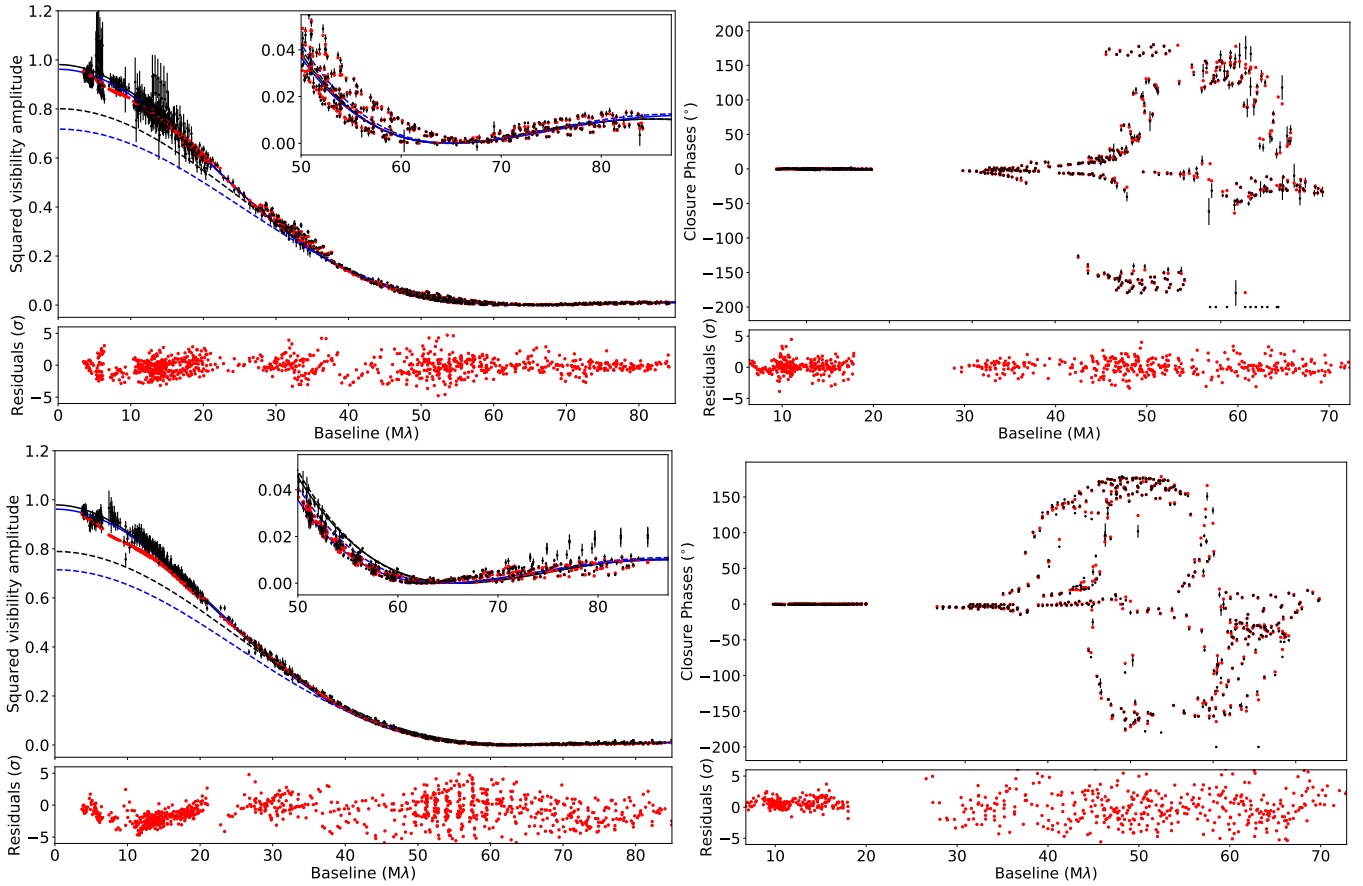 Squared visibility amplitude
1.2
1.0
0.8
0.6
0.4
0.2
0.0
0.04
0.02
0.00
50 60 70 80
Residuals (σ)
5
0
−5
0 10 20 30 40 50 60 70 80
Baseline (Mλ)
Closure Phases (°)
200
150
100
50
0
−50
−100
−150
−200
Residuals (σ)
5
0
−5
10 20 30 40 50 60 70
Baseline (Mλ)
Squared visibility amplitude
1.2
1.0
0.8
0.6
0.4
0.2
0.0
0.04
0.02
0.00
50 60 70 80
Residuals (σ)
5
0
−5
0 10 20 30 40 50 60 70 80
Baseline (Mλ)
Closure Phases (°)
150
100
50
0
−50
−100
−150
−200
Residuals (σ)
5
0
−5
10 20 30 40 50 60 70
Baseline (Mλ)